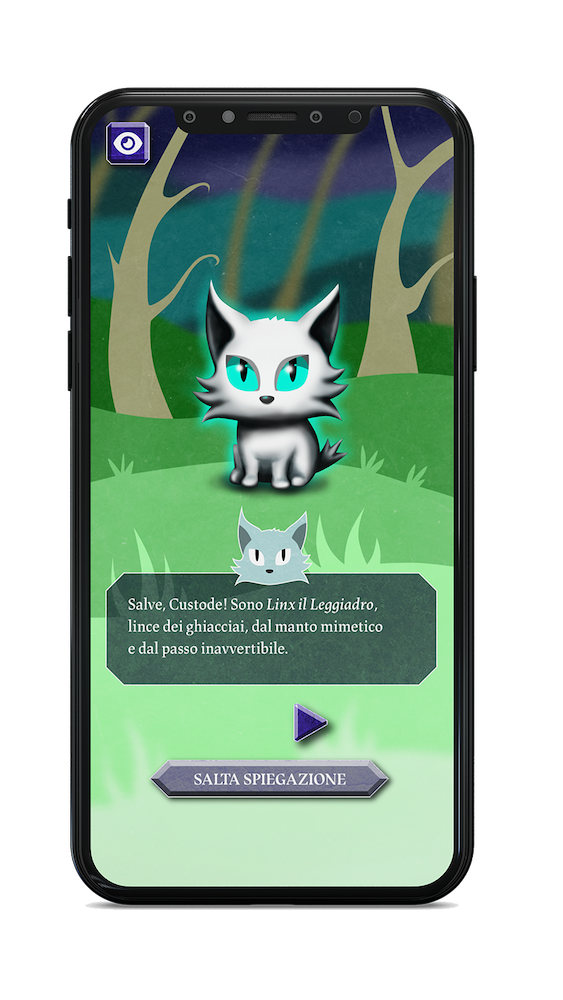 Salve, Custode! Sono Linx il Leggiadro,
lince dei ghiacciai, dal manto mimetico
e dal passo inavvertibile.
SALTA SPIEGAZIONE